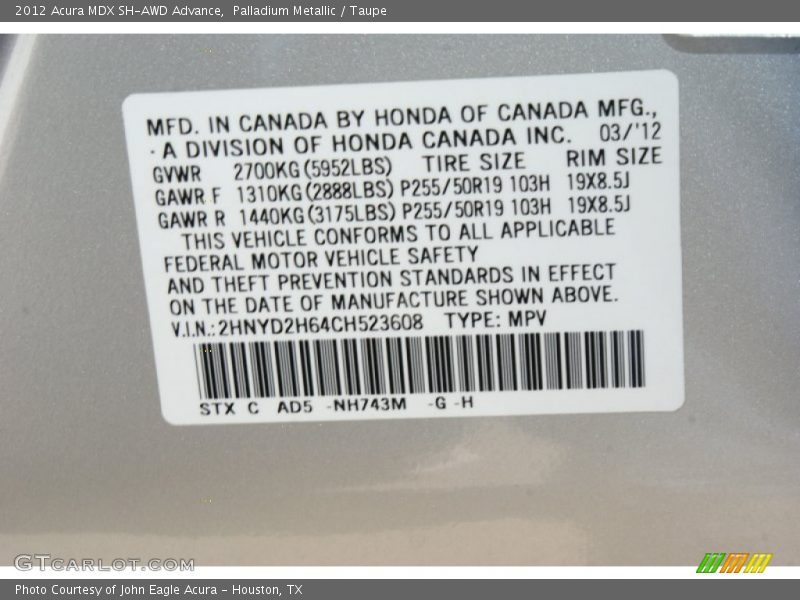 2012 Acura MDX SH-AWD Advance,  Palladium Metallic / Taupe
MFD. IN CANADA BY HONDA OF CANADA MFG.,
A DIVISION OF HONDA CANADA INC.   03/'12
GVWR   2700KG(5952LBS)   TIRE SIZE   RIM SIZE
GAWR F  1310KG(2888LBS) P255/50R19 103H  19X8.5J
GAWR R  1440KG(3175LBS) P255/50R19 103H  19X8.5J
THIS VEHICLE CONFORMS TO ALL APPLICABLE
FEDERAL MOTOR VEHICLE SAFETY
AND THEFT PREVENTION STANDARDS IN EFFECT
ON THE DATE OF MANUFACTURE SHOWN ABOVE.
V.I.N.:2HNYD2H64CH523608   TYPE: MPV
STX C   AD5  -NH743M   -G -H
GTCARLOT.COM
Photo Courtesy of John Eagle Acura - Houston, TX